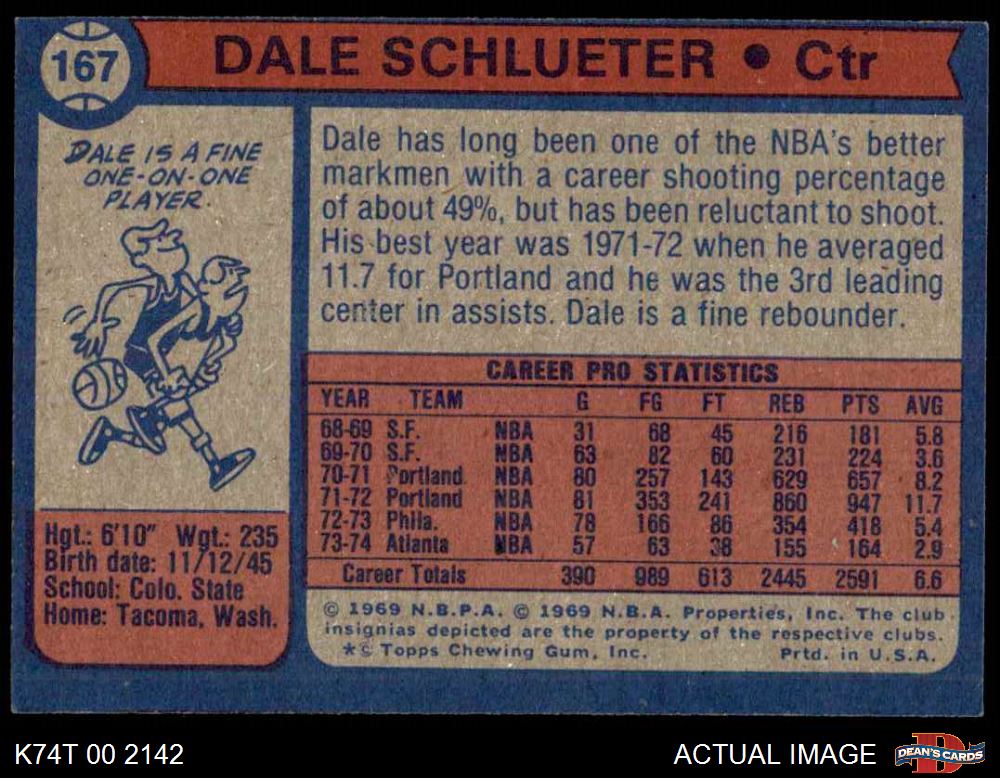 167
DALE SCHLUETER • Ctr
DALE IS A FINE
ONE-ON-ONE
PLAYER.
Dale has long been one of the NBA's better
markmen with a career shooting percentage
of about 49%, but has been reluctant to shoot.
His best year was 1971-72 when he averaged
11.7 for Portland and he was the 3rd leading
center in assists. Dale is a fine rebounder.
Hgt.: 6'10" Wgt.: 235
Birth date: 11/12/45
School: Colo. State
Home: Tacoma, Wash.
CAREER PRO STATISTICS
YEAR TEAM G FG FT REB PTS AVG
68-69 S.F. NBA 31 68 45 216 181 5.8
69-70 S.F. NBA 63 82 60 231 224 3.6
70-71 Portland NBA 80 257 143 629 657 8.2
71-72 Portland NBA 81 353 241 860 947 11.7
72-73 Phila. NBA 78 166 86 354 418 5.4
73-74 Atlanta NBA 57 63 38 155 164 2.9
Career Totals 390 989 613 2445 2591 6.6
© 1969 N.B.P.A. © 1969 N.B.A. Properties, Inc. The club
insignias depicted are the property of the respective clubs.
*© Topps Chewing Gum, Inc. Prtd. in U.S.A.
K74T 00 2142 ACTUAL IMAGE DEAN'S CARDS